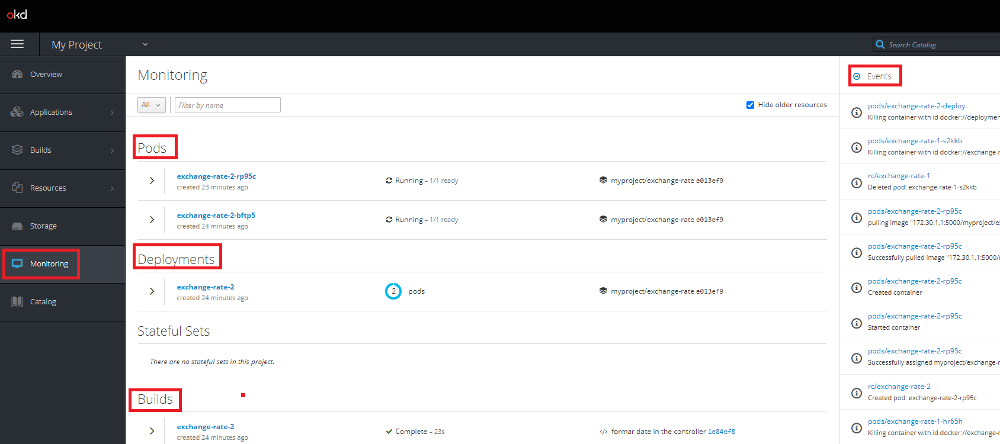 okd
My Project
Search Catalog
Overview
Applications
Builds
Resources
Storage
Monitoring
Catalog
Monitoring
All
Filter by name
Hide older resources
Pods
exchange-rate-2-rp95c
created 23 minutes ago
Running – 1/1 ready
myproject/exchange-rate e013ef9
exchange-rate-2-bftp5
created 24 minutes ago
Running – 1/1 ready
myproject/exchange-rate e013ef9
Deployments
exchange-rate-2
created 24 minutes ago
2 pods
myproject/exchange-rate e013ef9
Stateful Sets
There are no stateful sets in this project.
Builds
exchange-rate-2
created 24 minutes ago
Complete – 23s
formar date in the controller 1e84ef8
Events
pods/exchange-rate-2-deploy
Killing container with id docker://deploymen
pods/exchange-rate-1-s2kkb
Killing container with id docker://exchange-r
rc/exchange-rate-1
Deleted pod: exchange-rate-1-s2kkb
pods/exchange-rate-2-rp95c
pulling image "172.30.1.1:5000/myproject/ex
pods/exchange-rate-2-rp95c
Successfully pulled image "172.30.1.1:5000/r
pods/exchange-rate-2-rp95c
Created container
pods/exchange-rate-2-rp95c
Started container
pods/exchange-rate-2-rp95c
Successfully assigned myproject/exchange-r
rc/exchange-rate-2
Created pod: exchange-rate-2-rp95c
pods/exchange-rate-1-hr65h
Killing container with id docker://exchange-r